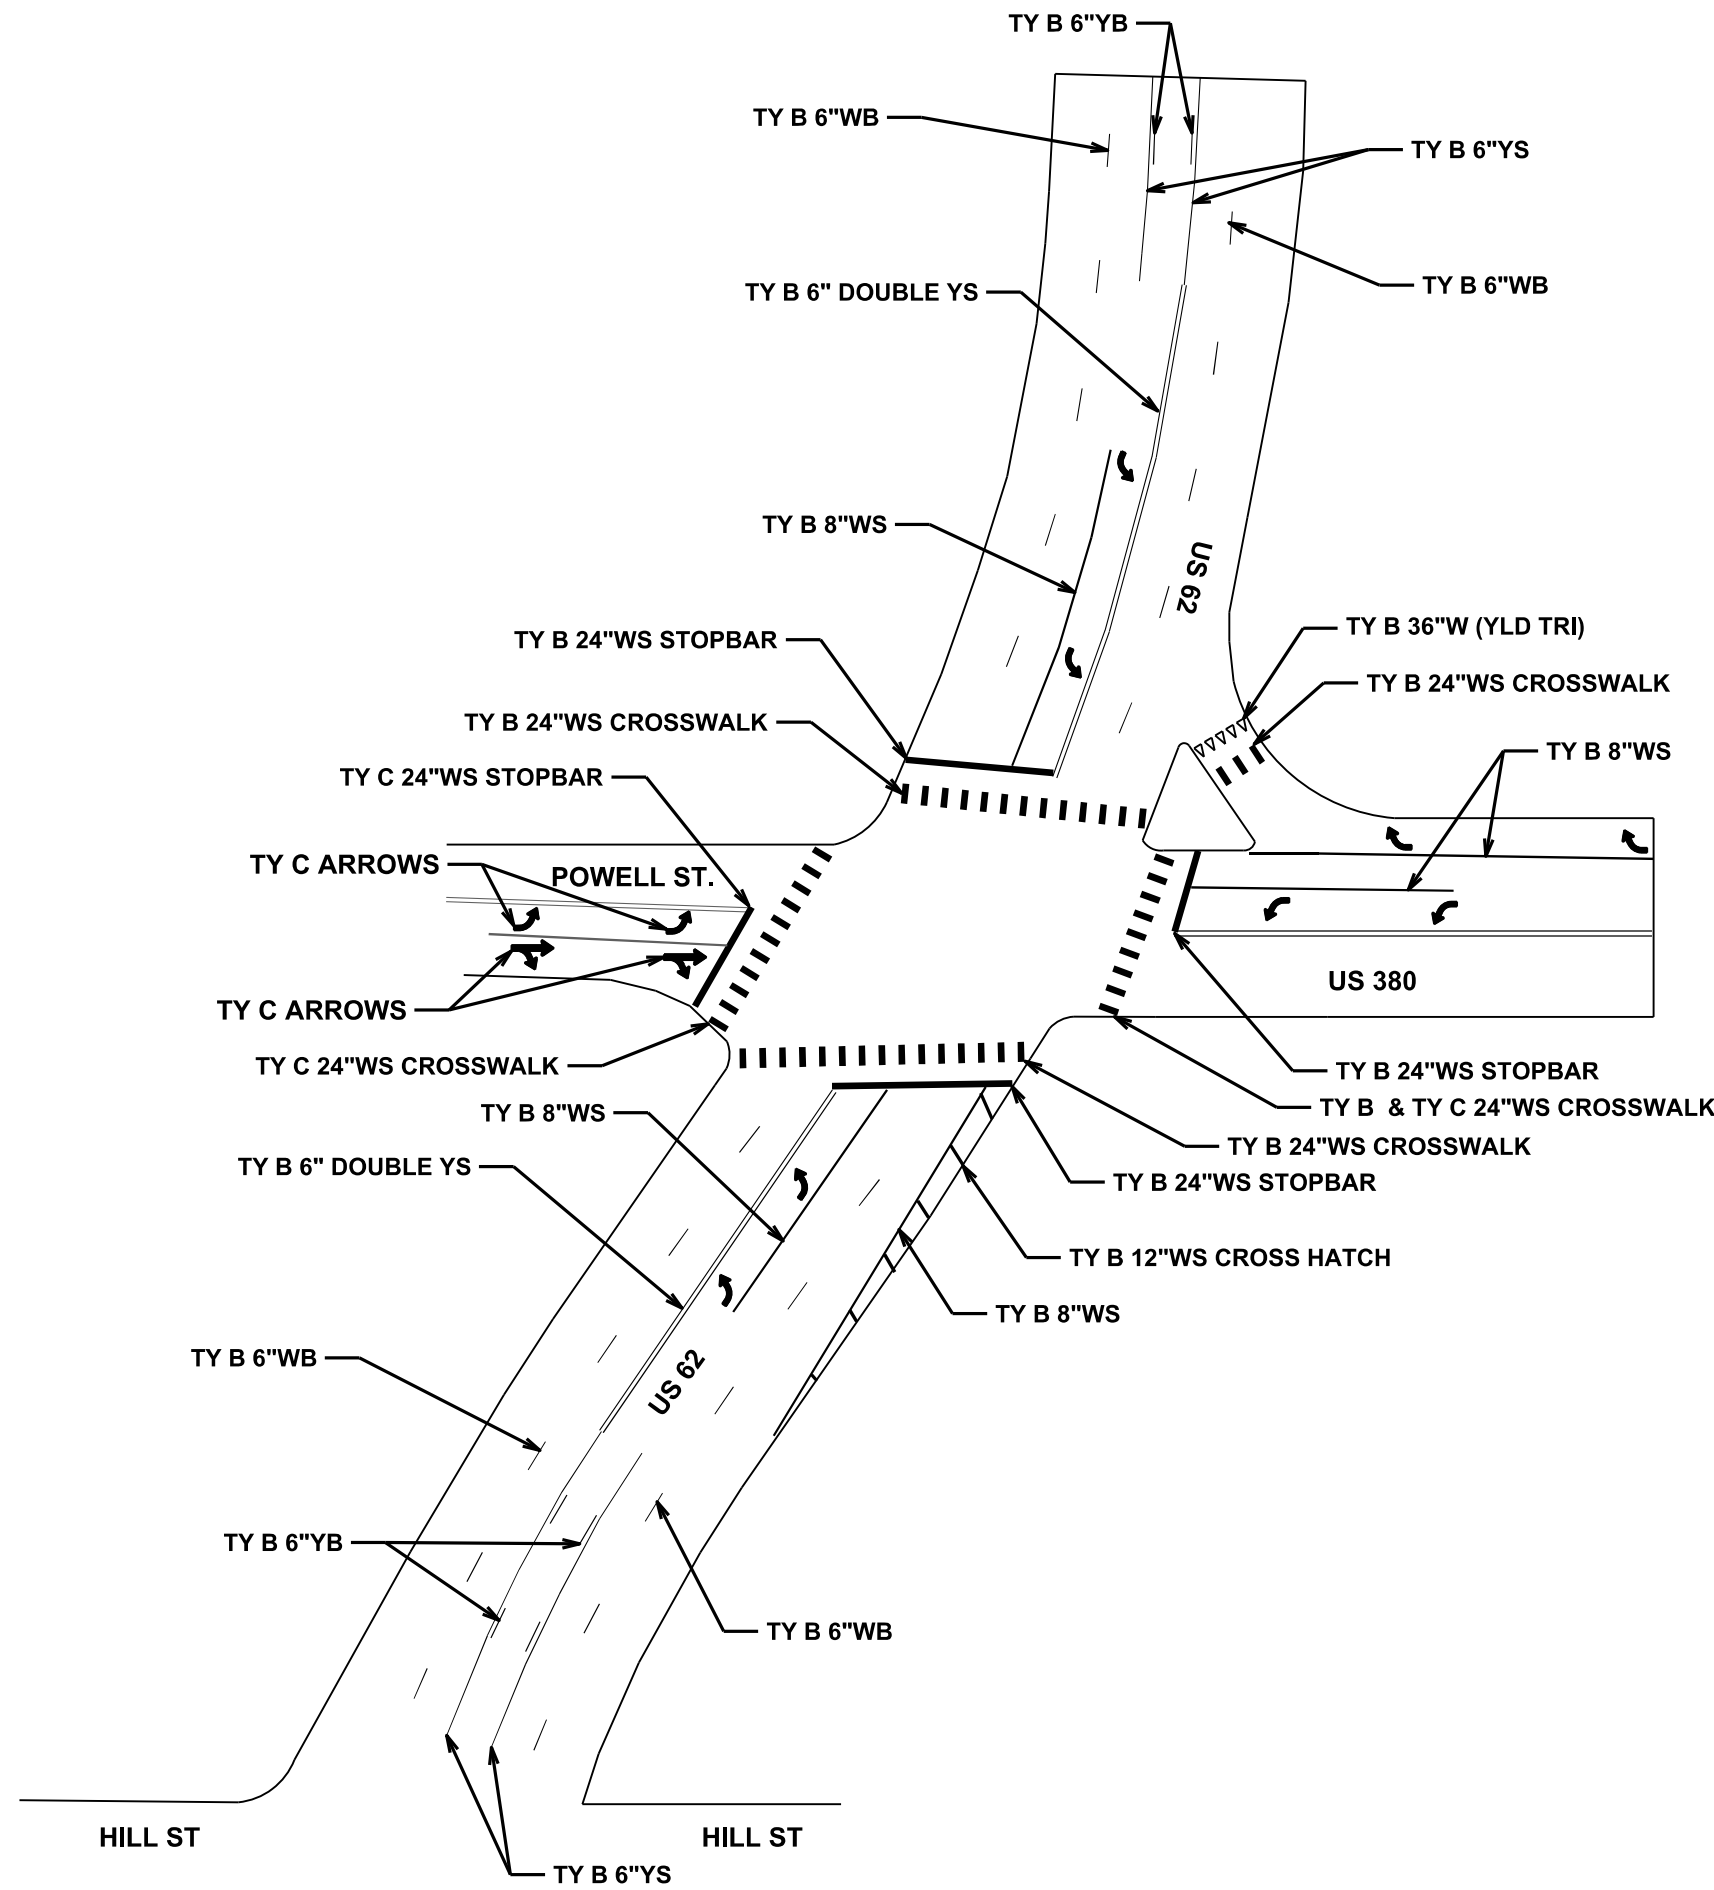 TY B 6"YB
TY B 6"WB
TY B 6"YS
TY B 6"WB
TY B 6" DOUBLE YS
TY B 8"WS
US 62
TY B 36"W (YLD TRI)
TY B 24"WS STOPBAR
TY B 24"WS CROSSWALK
TY B 24"WS CROSSWALK
TY B 8"WS
TY C 24"WS STOPBAR
TY C ARROWS
POWELL ST.
US 380
TY C ARROWS
TY C 24"WS CROSSWALK
TY B 24"WS STOPBAR
TY B & TY C 24"WS CROSSWALK
TY B 8"WS
TY B 24"WS CROSSWALK
TY B 6" DOUBLE YS
TY B 24"WS STOPBAR
TY B 12"WS CROSS HATCH
TY B 8"WS
TY B 6"WB
US 62
TY B 6"YB
TY B 6"WB
HILL ST
HILL ST
TY B 6"YS